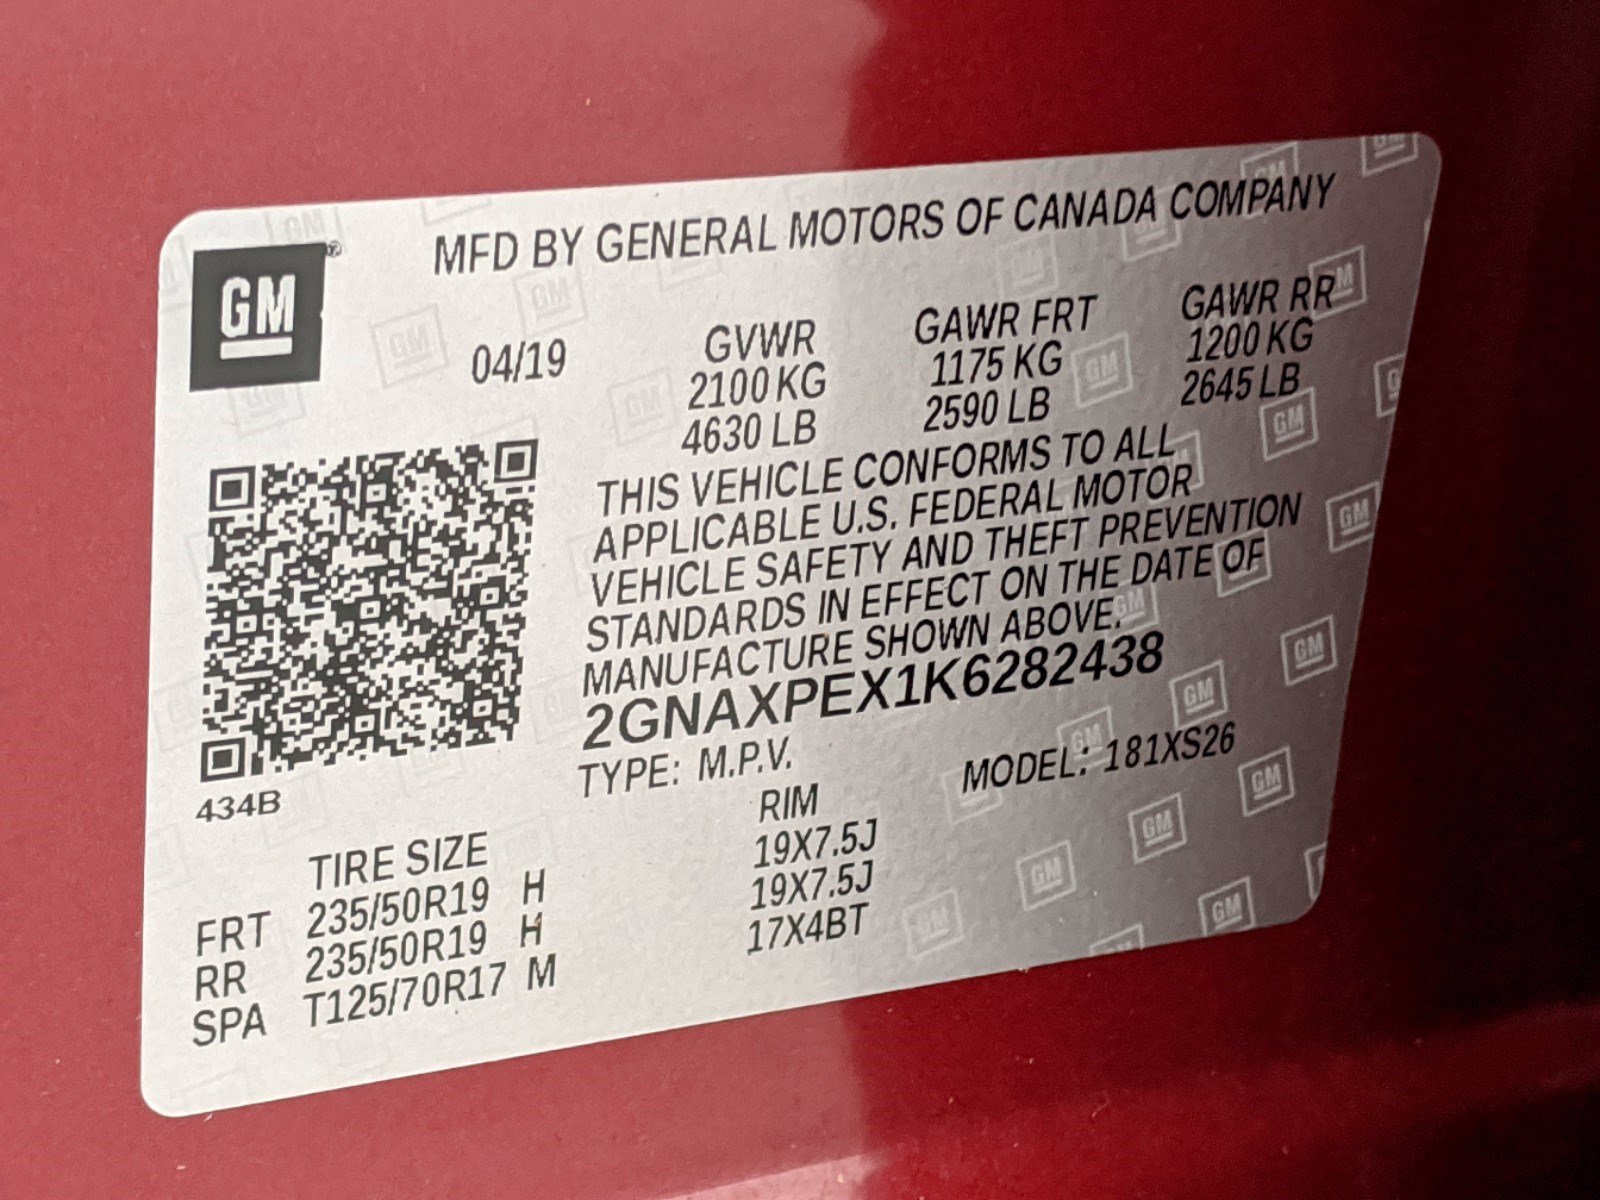 GM
MFD BY GENERAL MOTORS OF CANADA COMPANY
04/19
GVWR
2100 KG
4630 LB
GAWR FRT
1175 KG
2590 LB
GAWR RR
1200 KG
2645 LB
THIS VEHICLE CONFORMS TO ALL
APPLICABLE U.S. FEDERAL MOTOR
VEHICLE SAFETY AND THEFT PREVENTION
STANDARDS IN EFFECT ON THE DATE OF
MANUFACTURE SHOWN ABOVE.
2GNAXPEX1K6282438
TYPE: M.P.V. MODEL: 181XS26
434B
TIRE SIZE RIM
FRT 235/50R19 H 19X7.5J
RR 235/50R19 H 19X7.5J
SPA T125/70R17 M 17X4BT